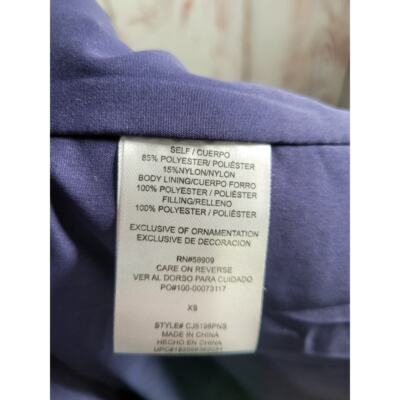 SELF / CUERPO
85% POLYESTER/ POLIÉSTER
15%NYLON/NYLON
BODY LINING/CUERPO FORRO
100% POLYESTER / POLIÉSTER
FILLING/RELLENO
100% POLYESTER / POLIÉSTER
EXCLUSIVE OF ORNAMENTATION
EXCLUSIVE DE DECORACION
RN#58909
CARE ON REVERSE
VER AL DORSO PARA CUIDADO
PO#100-00073117
XS
STYLE# CJ8198PNS
MADE IN CHINA
HECHO EN CHINA